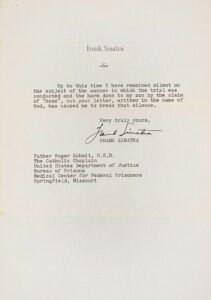 Frank Sinatra
-2-
Up to this time I have remained silent on
the subject of the manner in which the trial was
conducted and the harm done to my son by the claim
of "hoax", but your letter, written in the name of
God, has caused me to break that silence.
Very truly yours,
Frank Sinatra
FRANK SINATRA
Father Roger Schmit, O.S.B.
The Catholic Chaplain
United States Department of Justice
Bureau of Prisons
Medical Center for Federal Prisoners
Springfield, Missouri